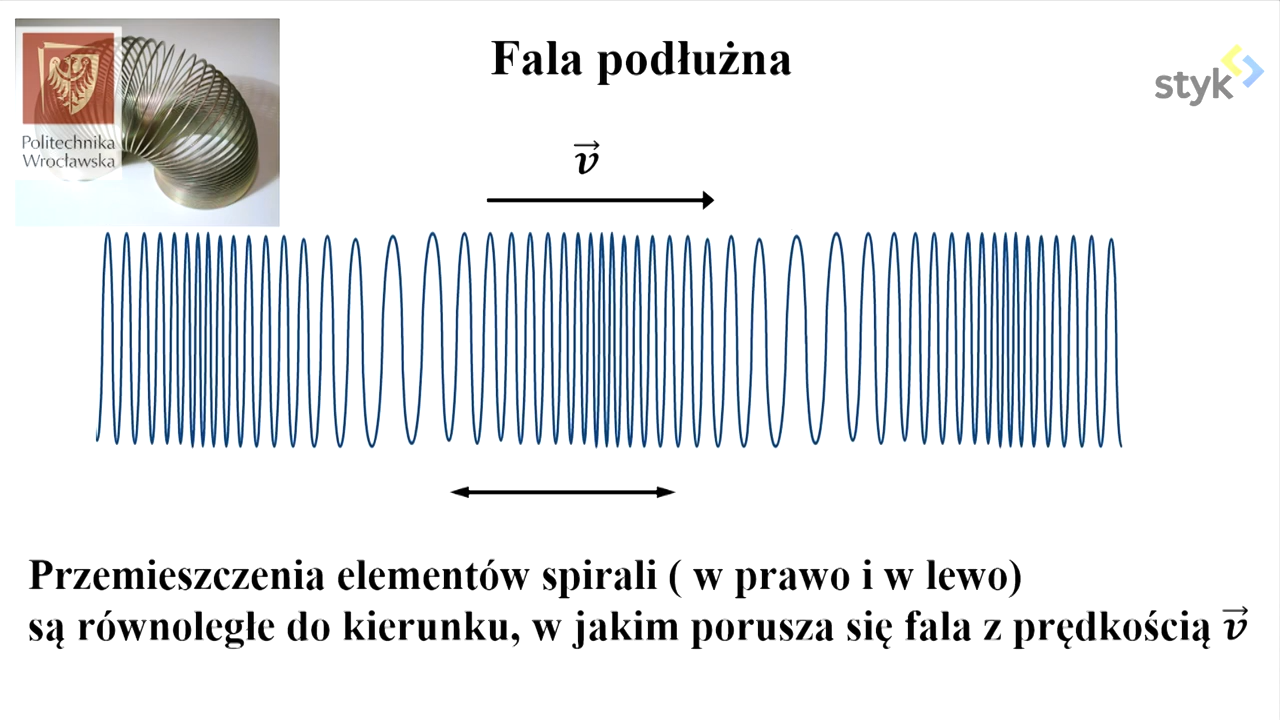 Fala podłużna
Politechnika
Wrocławska
styk
v⃗
Przemieszczenia elementów spirali ( w prawo i w lewo)
są równoległe do kierunku, w jakim porusza się fala z prędkością v⃗